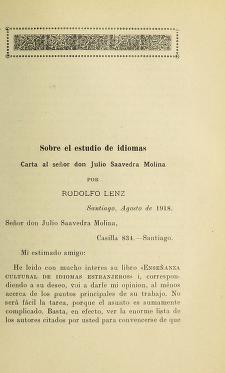 Sobre el estudio de idiomas
Carta al señor don Julio Saavedra Molina
POR
RODOLFO LENZ
Santiago, Agosto de 1918.
Señor don Julio Saavedra Molina,
Casilla 834.—Santiago.
Mi estimado amigo:
He leido con mucho interes su libro «ENSEÑANZA
CULTURAL DE IDIOMAS ESTRANJEROS» i, correspon-
diendo a su deseo, voi a darle mi opinion, al ménos
acerca de los puntos principales de su trabajo. No
será fácil la tarea, porque el asunto es sumamente
complicado. Basta, en efecto, ver la enorme lista de
los autores citados por usted para convencerse de que